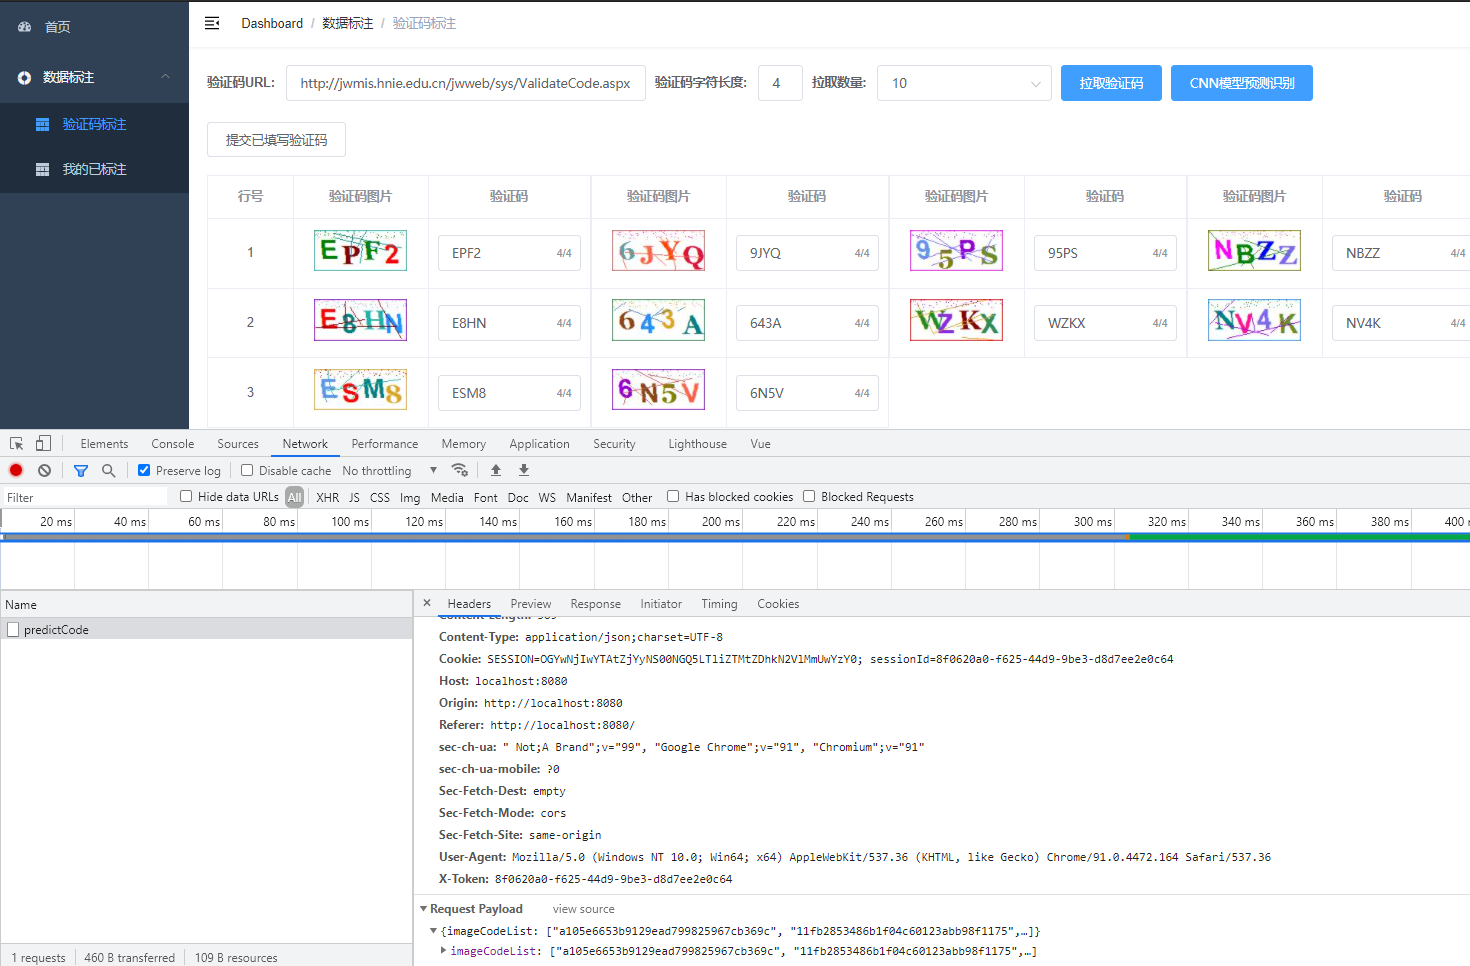 首页
Dashboard / 数据标注 / 验证码标注
数据标注
验证码标注
我的已标注
验证码URL: http://jwmis.hnie.edu.cn/jwweb/sys/ValidateCode.aspx 验证码字符长度: 4 拉取数量: 10 拉取验证码 CNN模型预测识别
提交已填写验证码
行号 验证码图片 验证码 验证码图片 验证码 验证码图片 验证码 验证码图片 验证码
1 EPF2 EPF2 4/4 6JYQ 9JYQ 4/4 95PS 95PS 4/4 NBZZ NBZZ 4/4
2 E8HN E8HN 4/4 643A 643A 4/4 WZKX WZKX 4/4 NV4K NV4K 4/4
3 ESM8 ESM8 4/4 6N5V 6N5V 4/4
Elements Console Sources Network Performance Memory Application Security Lighthouse Vue
Preserve log Disable cache No throttling
Filter Hide data URLs All XHR JS CSS Img Media Font Doc WS Manifest Other Has blocked cookies Blocked Requests
20 ms 40 ms 60 ms 80 ms 100 ms 120 ms 140 ms 160 ms 180 ms 200 ms 220 ms 240 ms 260 ms 280 ms 300 ms 320 ms 340 ms 360 ms 380 ms 400
Name
predictCode
× Headers Preview Response Initiator Timing Cookies
Content-Length: 389
Content-Type: application/json;charset=UTF-8
Cookie: SESSION=OGYwNjIwYTAtZjYyNS00NGQ5LTliZTMtZDhkN2VlMmUwYzY0; sessionId=8f0620a0-f625-44d9-9be3-d8d7ee2e0c64
Host: localhost:8080
Origin: http://localhost:8080
Referer: http://localhost:8080/
sec-ch-ua: " Not;A Brand";v="99", "Google Chrome";v="91", "Chromium";v="91"
sec-ch-ua-mobile: ?0
Sec-Fetch-Dest: empty
Sec-Fetch-Mode: cors
Sec-Fetch-Site: same-origin
User-Agent: Mozilla/5.0 (Windows NT 10.0; Win64; x64) AppleWebKit/537.36 (KHTML, like Gecko) Chrome/91.0.4472.164 Safari/537.36
X-Token: 8f0620a0-f625-44d9-9be3-d8d7ee2e0c64
Request Payload view source
{imageCodeList: ["a105e6653b9129ead799825967cb369c", "11fb2853486b1f04c60123abb98f1175",…]}
imageCodeList: ["a105e6653b9129ead799825967cb369c", "11fb2853486b1f04c60123abb98f1175",…]
1 requests 460 B transferred 109 B resources